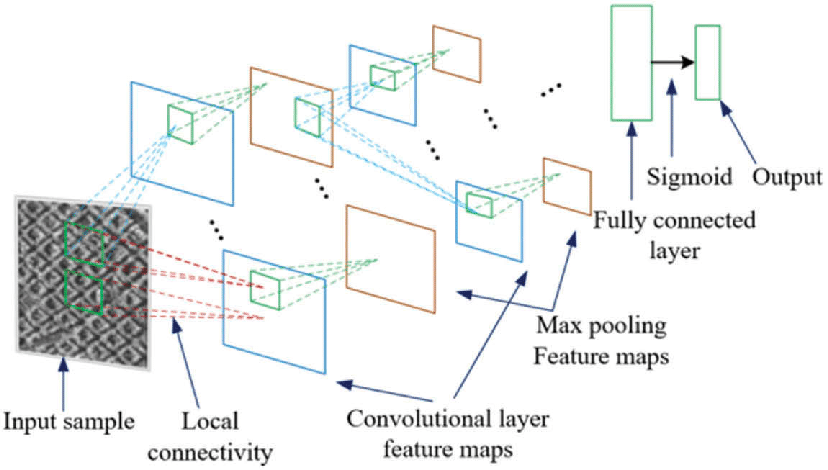 Sigmoid
Output
Fully connected
layer
Max pooling
Feature maps
Input sample
Local
connectivity
Convolutional layer
feature maps